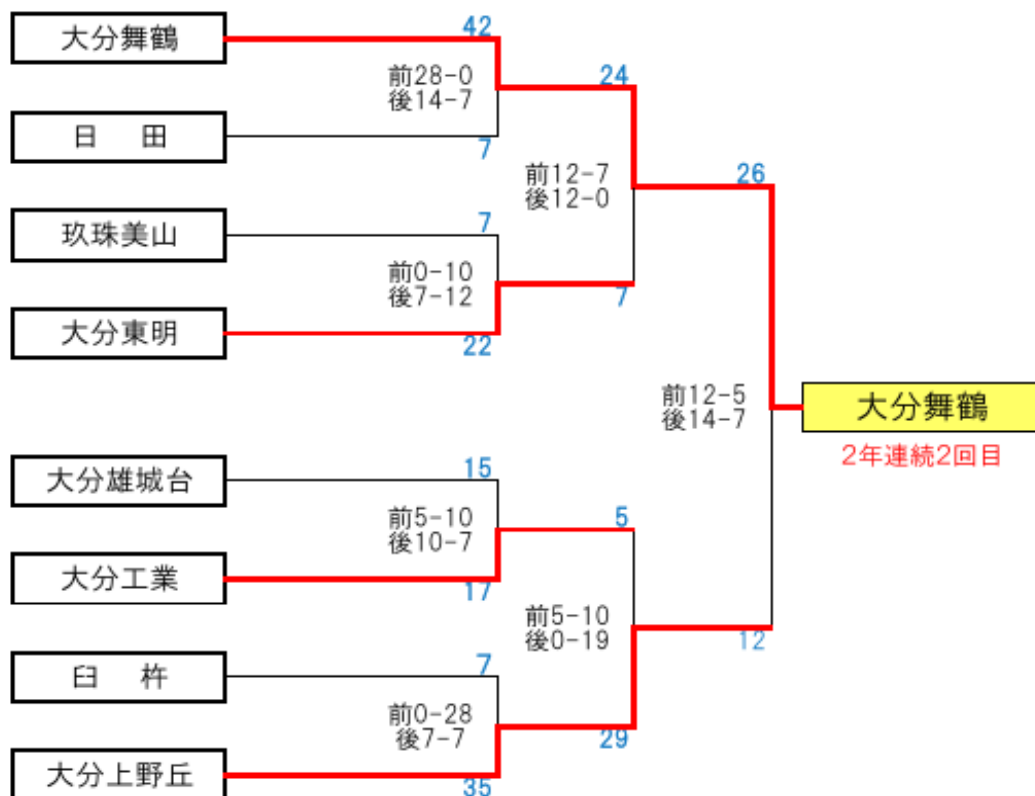 大分舞鶴
42
前28-0
後14-7
24
日 田
7
前12-7
後12-0
26
玖珠美山
7
前0-10
後7-12
7
大分東明
22
前12-5
後14-7
大分舞鶴
2年連続2回目
大分雄城台
15
前5-10
後10-7
5
大分工業
17
前5-10
後0-19
12
臼 杵
7
前0-28
後7-7
29
大分上野丘
35